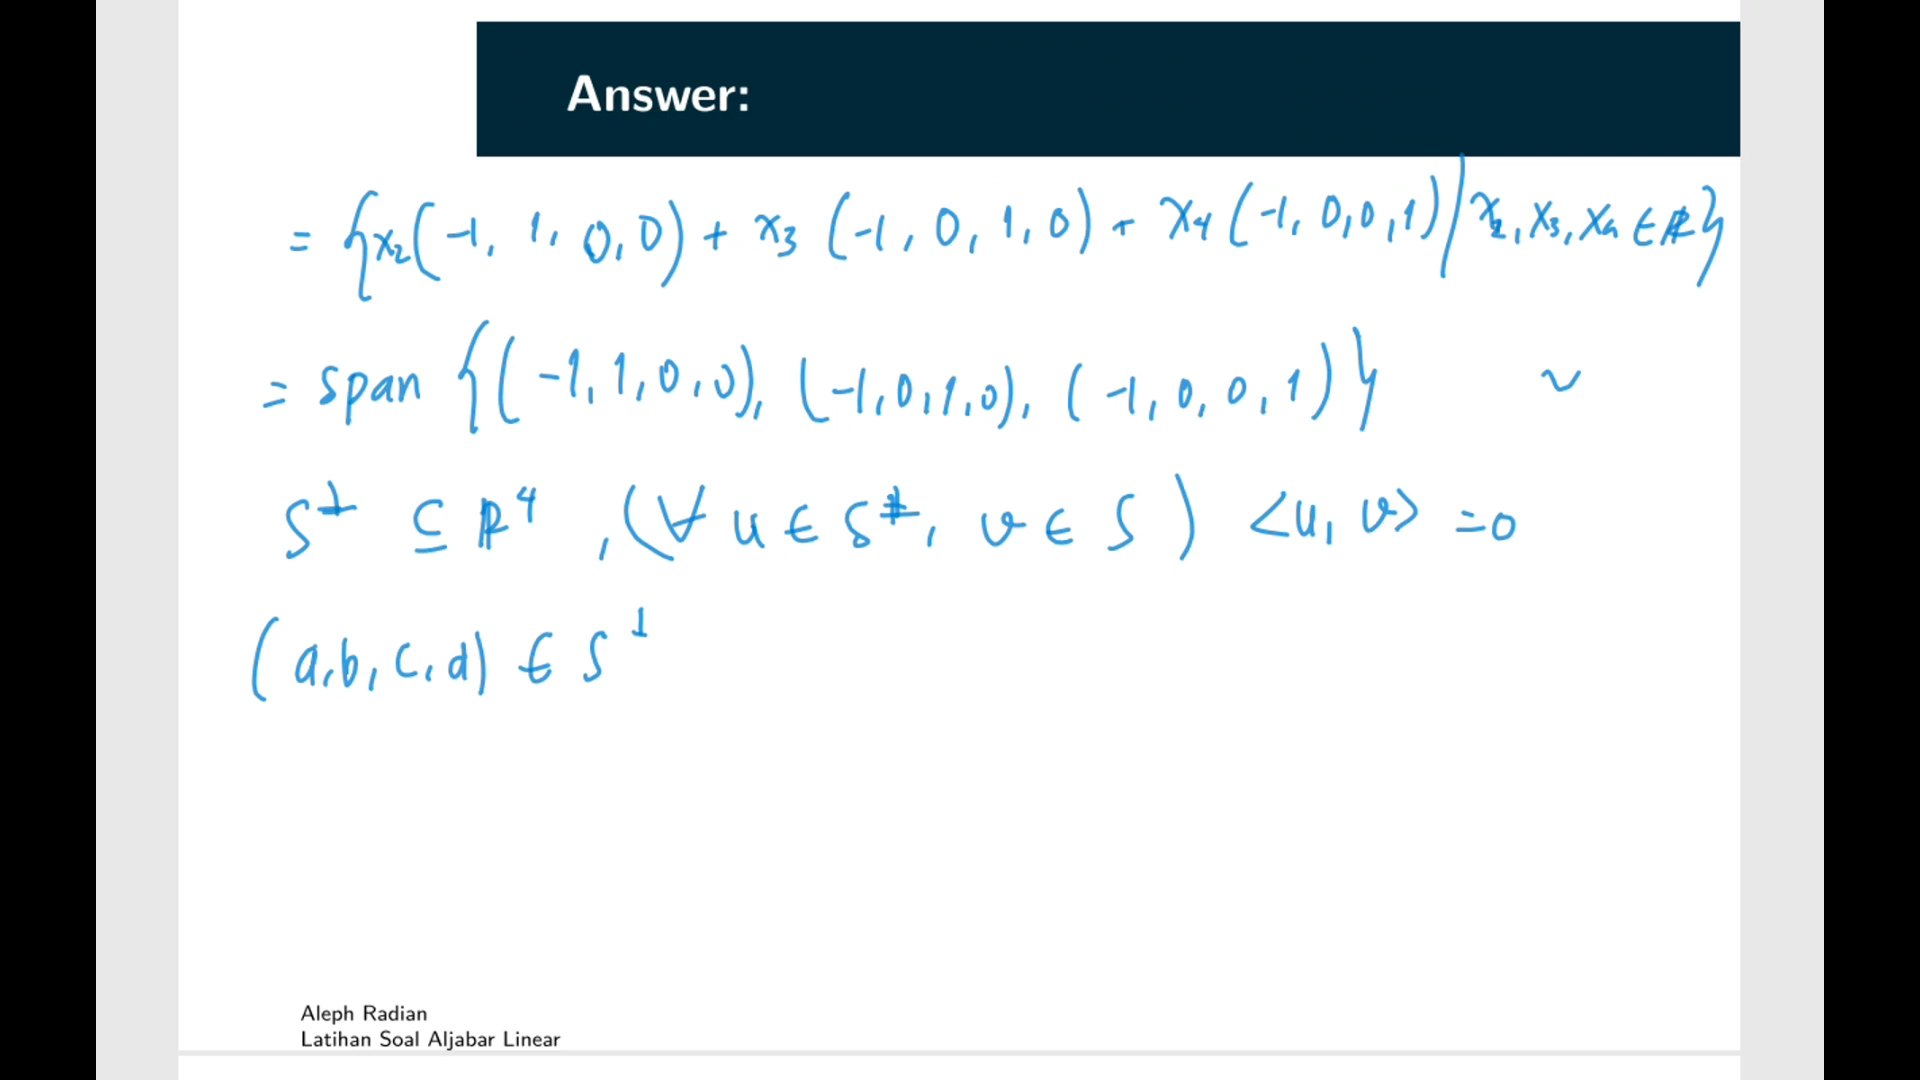 Answer:
= {x₂(-1, 1, 0, 0) + x₃ (-1, 0, 1, 0) + x₄ (-1, 0, 0, 1) | x₂, x₃, x₄ ∈ ℝ}
= span {(-1, 1, 0, 0), (-1, 0, 1, 0), (-1, 0, 0, 1)}
S^⊥ ⊆ ℝ⁴, (∀ u ∈ S^⊥, v ∈ S) <u, v> = 0
(a, b, c, d) ∈ S^⊥
Aleph Radian
Latihan Soal Aljabar Linear